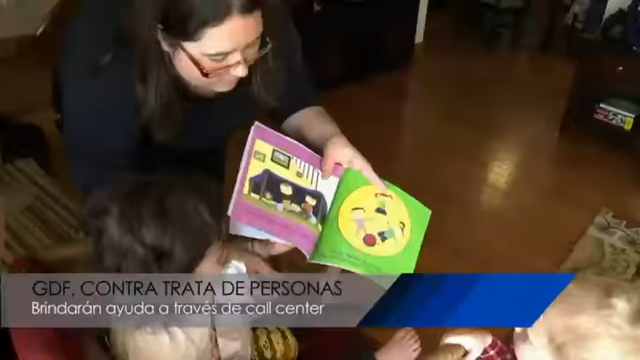 GDF, CONTRA TRATA DE PERSONAS
Brindarán ayuda a través de call center